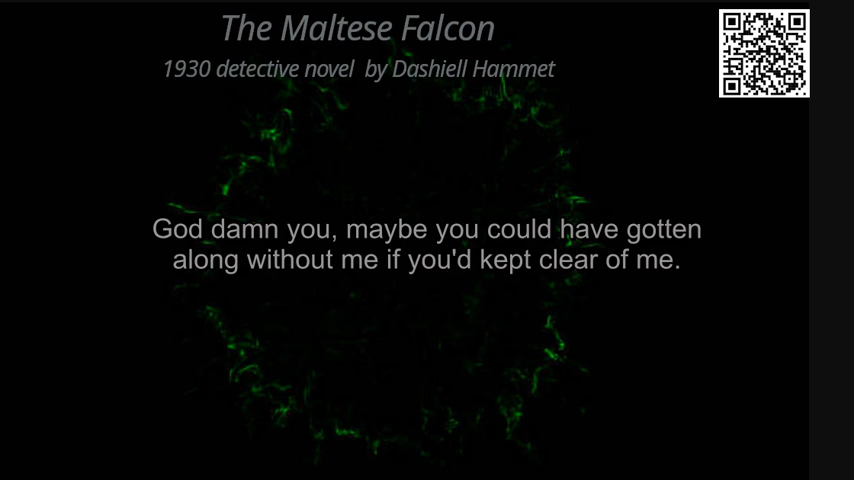 The Maltese Falcon
1930 detective novel  by Dashiell Hammet
God damn you, maybe you could have gotten
along without me if you'd kept clear of me.